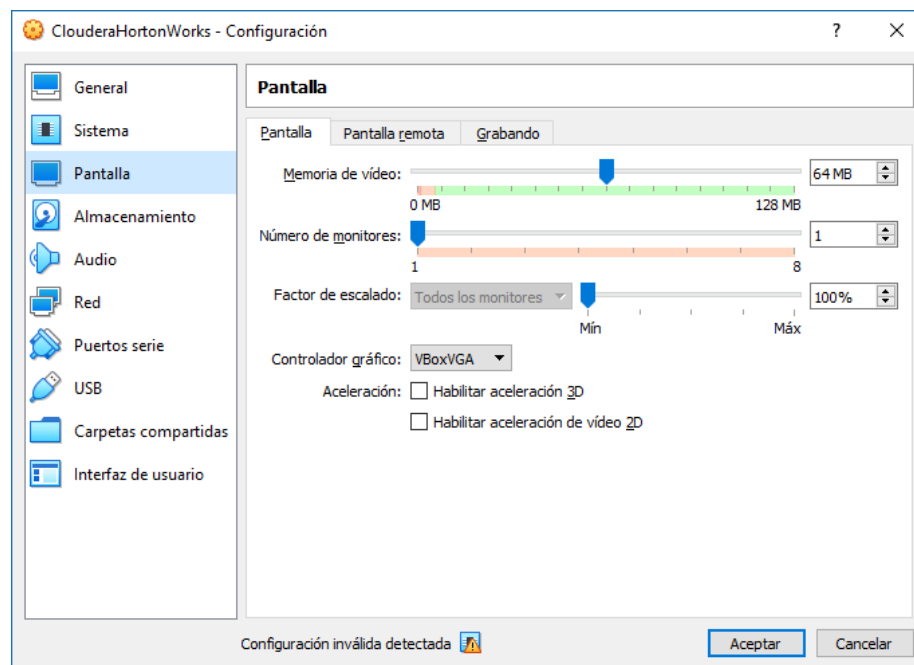 ClouderaHortonWorks - Configuración ?
General
Sistema
Pantalla
Almacenamiento
Audio
Red
Puertos serie
USB
Carpetas compartidas
Interfaz de usuario
Pantalla
Pantalla Pantalla remota Grabando
Memoria de vídeo: 64 MB
0 MB 128 MB
Número de monitores: 1
1 8
Factor de escalado: Todos los monitores 100%
Mín Máx
Controlador gráfico: VBoxVGA
Aceleración: Habilitar aceleración 3D
Habilitar aceleración de vídeo 2D
Configuración inválida detectada Aceptar Cancelar